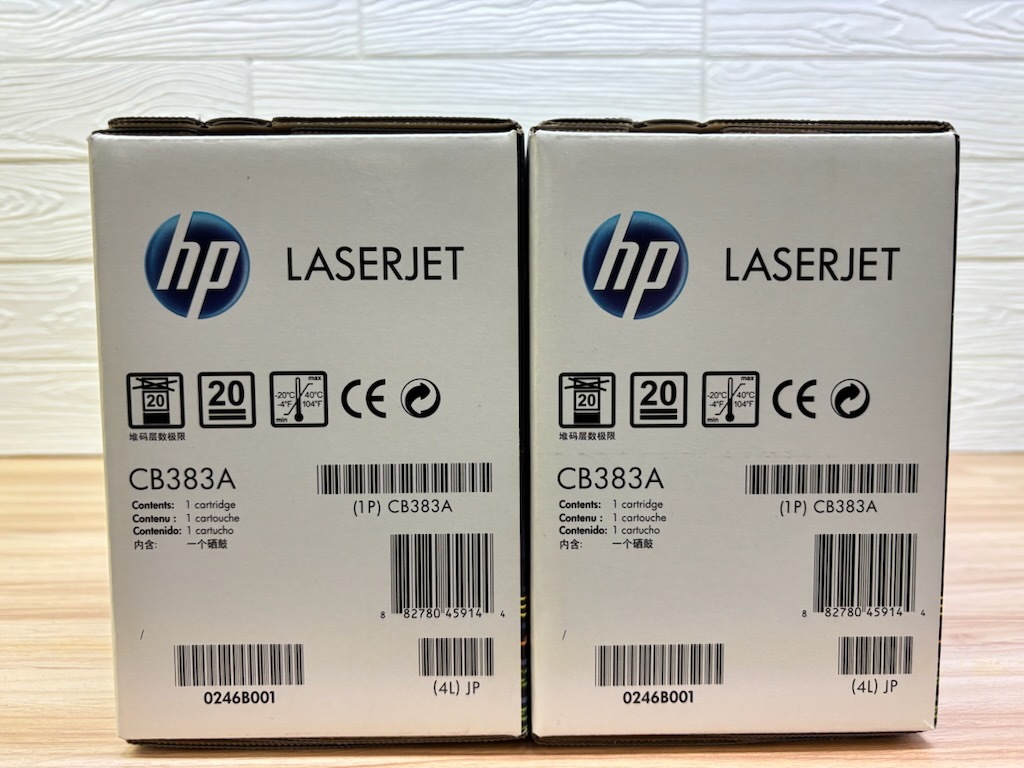 hp LASERJET
20 20 max -20°C 40°C -4°F 104°F min CE
堆码层数极限
CB383A
(1P) CB383A
Contents: 1 cartridge
Contenu : 1 cartouche
Contenido: 1 cartucho
内含: 一个硒鼓
8 82780 45914 4
0246B001
(4L) JP
hp LASERJET
20 20 max -20°C 40°C -4°F 104°F min CE
堆码层数极限
CB383A
(1P) CB383A
Contents: 1 cartridge
Contenu : 1 cartouche
Contenido: 1 cartucho
内含: 一个硒鼓
8 82780 45914 4
0246B001
(4L) JP